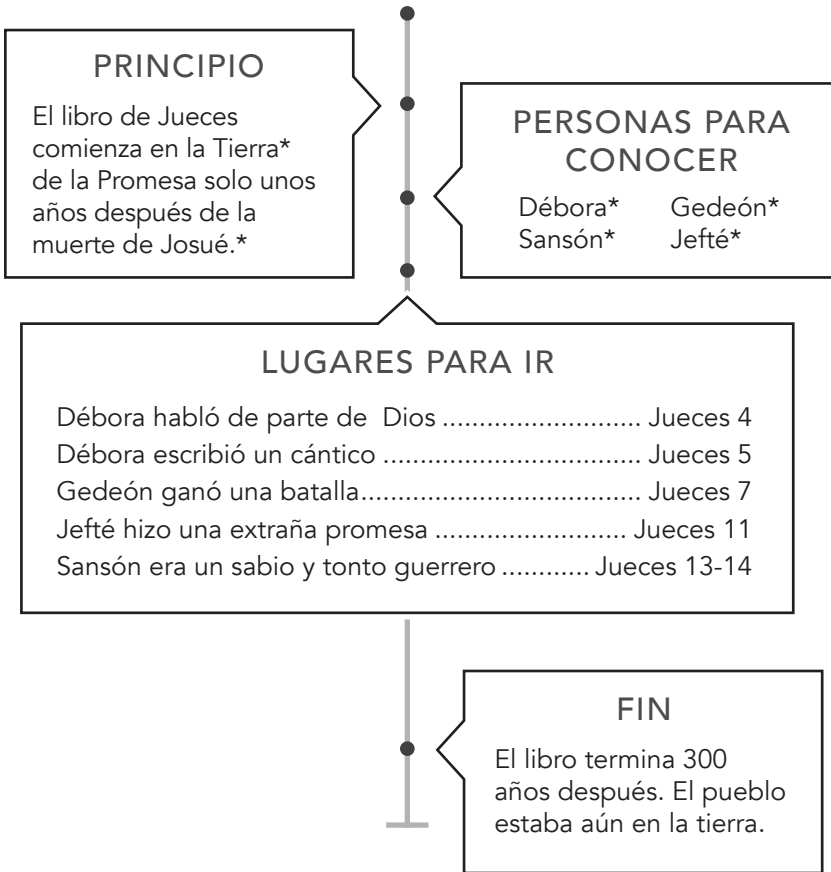 PRINCIPIO
El libro de Jueces
comienza en la Tierra*
de la Promesa solo unos
años después de la
muerte de Josué.*
PERSONAS PARA
CONOCER
Débora* Gedeón*
Sansón* Jefté*
LUGARES PARA IR
Débora habló de parte de Dios .......................... Jueces 4
Débora escribió un cántico ................................. Jueces 5
Gedeón ganó una batalla................................... Jueces 7
Jefté hizo una extraña promesa ........................ Jueces 11
Sansón era un sabio y tonto guerrero ............ Jueces 13-14
FIN
El libro termina 300
años después. El pueblo
estaba aún en la tierra.